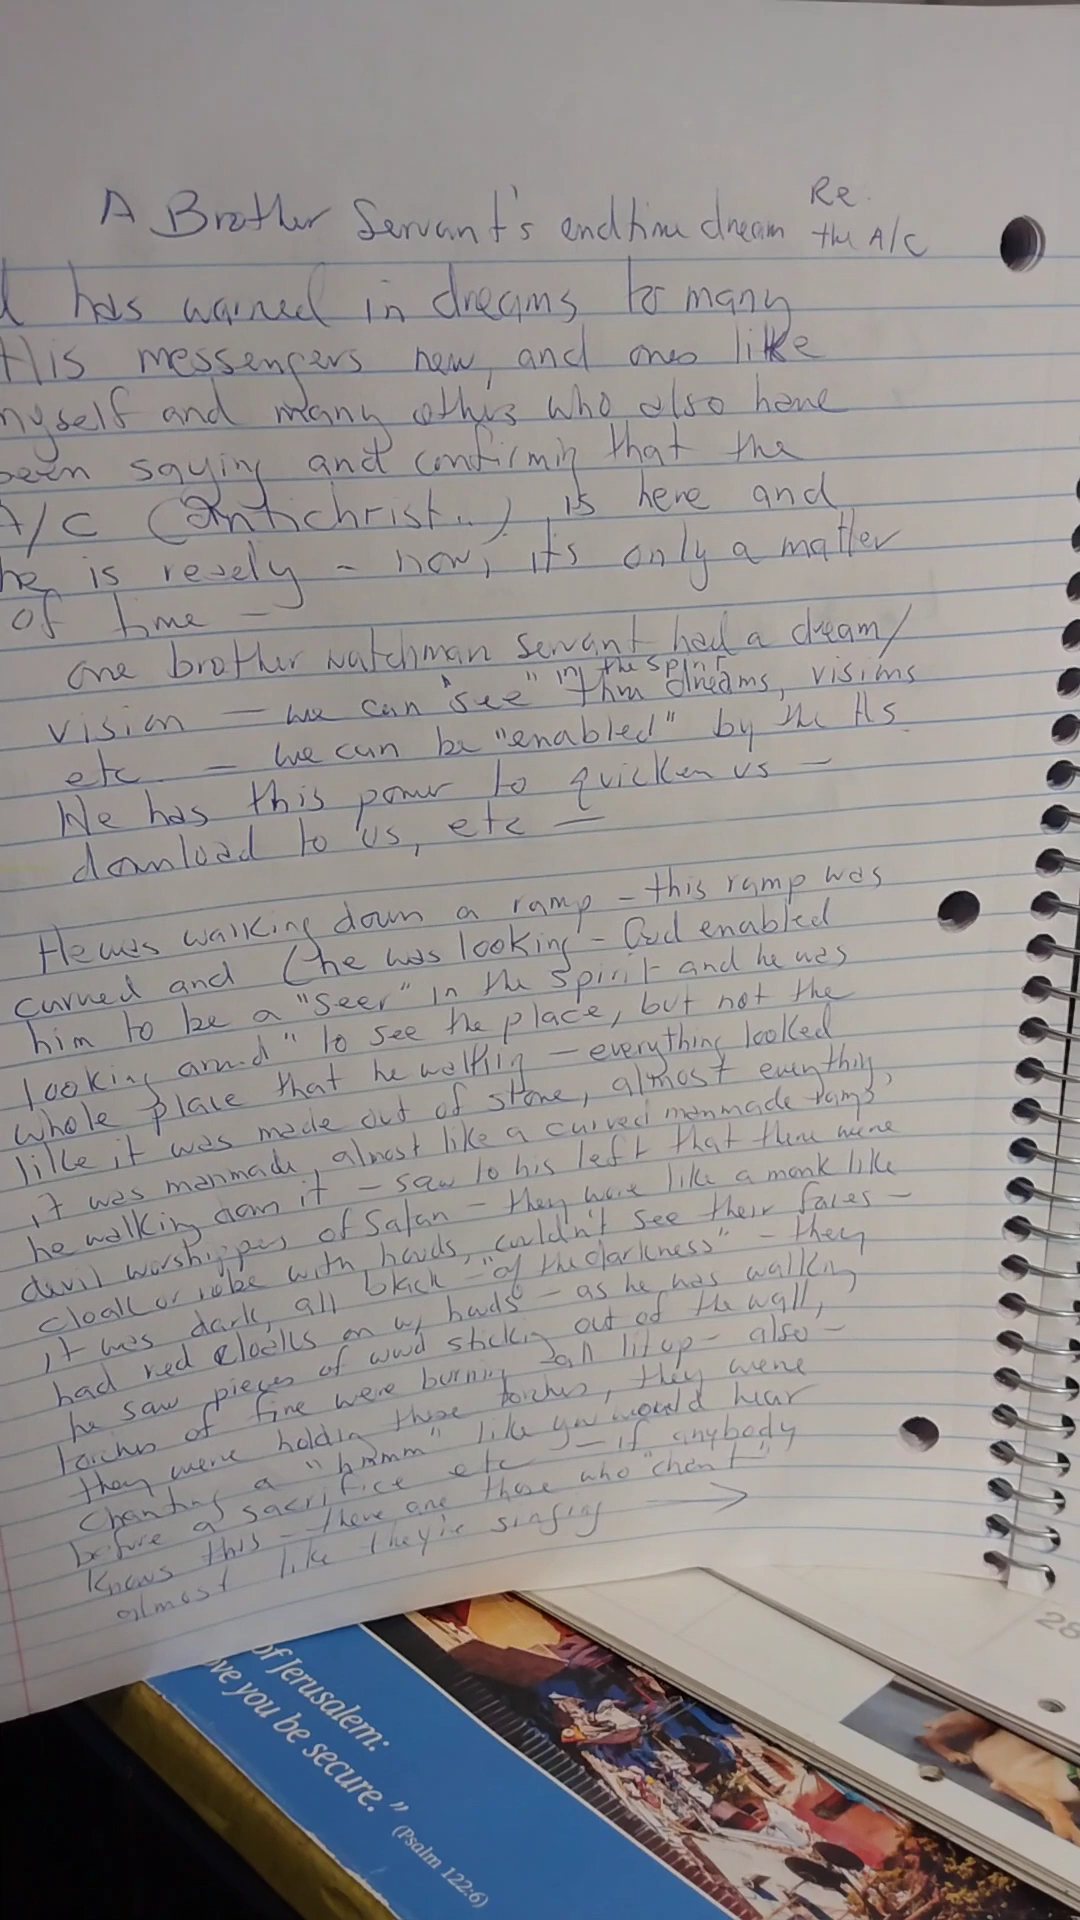 A Brother Servant's endtime dream Re. the A/C
has warned in dreams to many
His messengers now, and ones like
myself and many others who also have
been saying and confirming that the
A/C (Antichrist..), is here and
he is ready - now, it's only a matter
of time -
one brother watchman servant had a dream/
vision - we can "see" in the spirit thru dreams, visions
etc - we can be "enabled" by the HS.
He has this power to quicken us -
download to us, etc -
He was walking down a ramp - this ramp was
curved and (he was looking - God enabled
him to be a "seer" in the spirit and he was
looking around" to see the place, but not the
whole place that he walking - everything looked
like it was made out of stone, almost everything,
it was manmade, almost like a curved manmade ramp
he walking down it - saw to his left that there were
devil worshippers of Satan - they were like a monk like
cloak or robe with hoods, couldn't see their faces -
it was dark, all black - "of the darkness" - they
had red cloaks on w/ hoods - as he was walking
he saw pieces of wood sticking out of the wall,
torches of fire were burning all lit up - also -
they were holding these torches, they were
chanting a "hmmm" like you would hear
before a sacrifice etc - if anybody
knows this - there are those who "chant"
almost like they're singing →
of Jerusalem:
ve you be secure."
(Psalm 122:6)
28